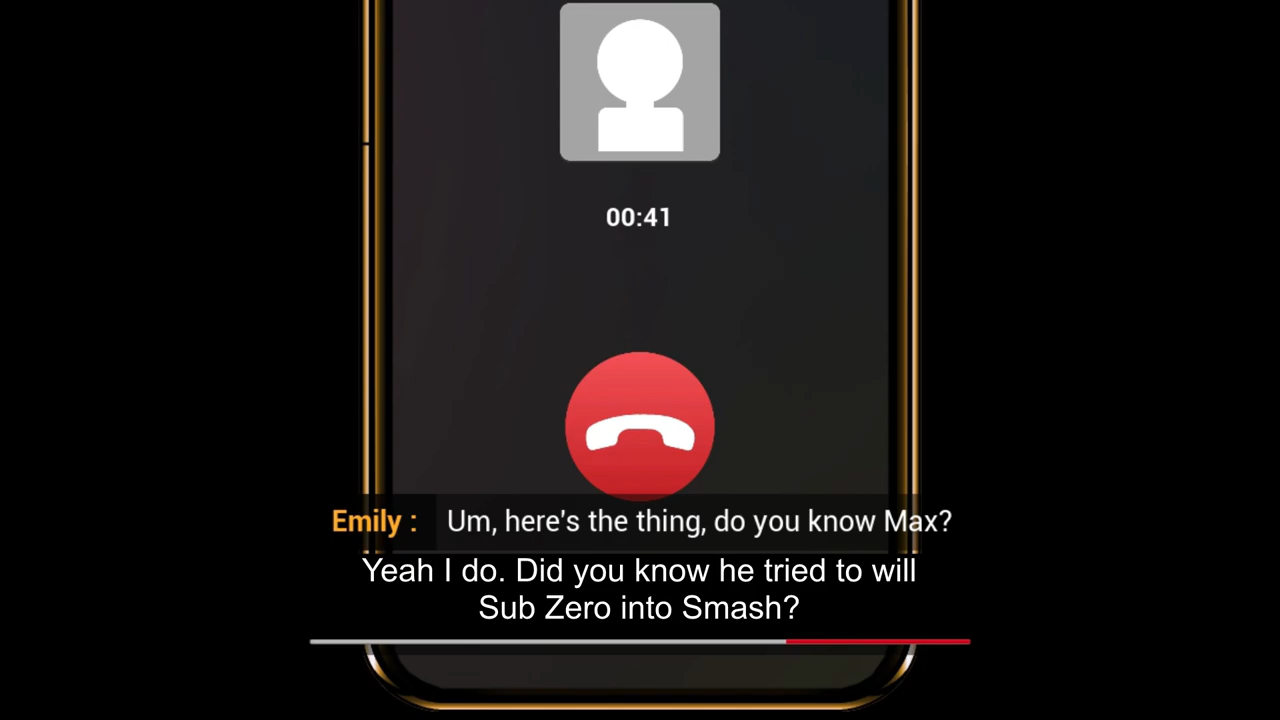 00:41
Emily : Um, here's the thing, do you know Max?
Yeah I do. Did you know he tried to will
Sub Zero into Smash?